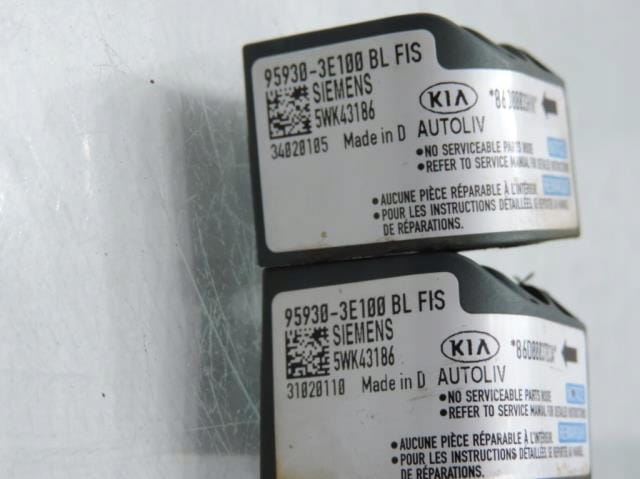 95930-3E100 BL FIS
SIEMENS
5WK43186
KIA
34020105 Made in D AUTOLIV
• NO SERVICEABLE PARTS INSIDE
• REFER TO SERVICE MANUAL FOR DETAILED INSTRUCTIONS
• AUCUNE PIÈCE RÉPARABLE À L'INTÉRIEUR.
• POUR LES INSTRUCTIONS DÉTAILLÉES, SE REPORTER AU MANUEL
DE RÉPARATIONS.
95930-3E100 BL FIS
SIEMENS
5WK43186
KIA
31020110 Made in D AUTOLIV
• NO SERVICEABLE PARTS INSIDE
• REFER TO SERVICE MANUAL FOR DETAILED INSTRUCTIONS
• AUCUNE PIÈCE RÉPARABLE À L'INTÉRIEUR.
• POUR LES INSTRUCTIONS DÉTAILLÉES, SE REPORTER AU MANUEL
DE RÉPARATIONS.